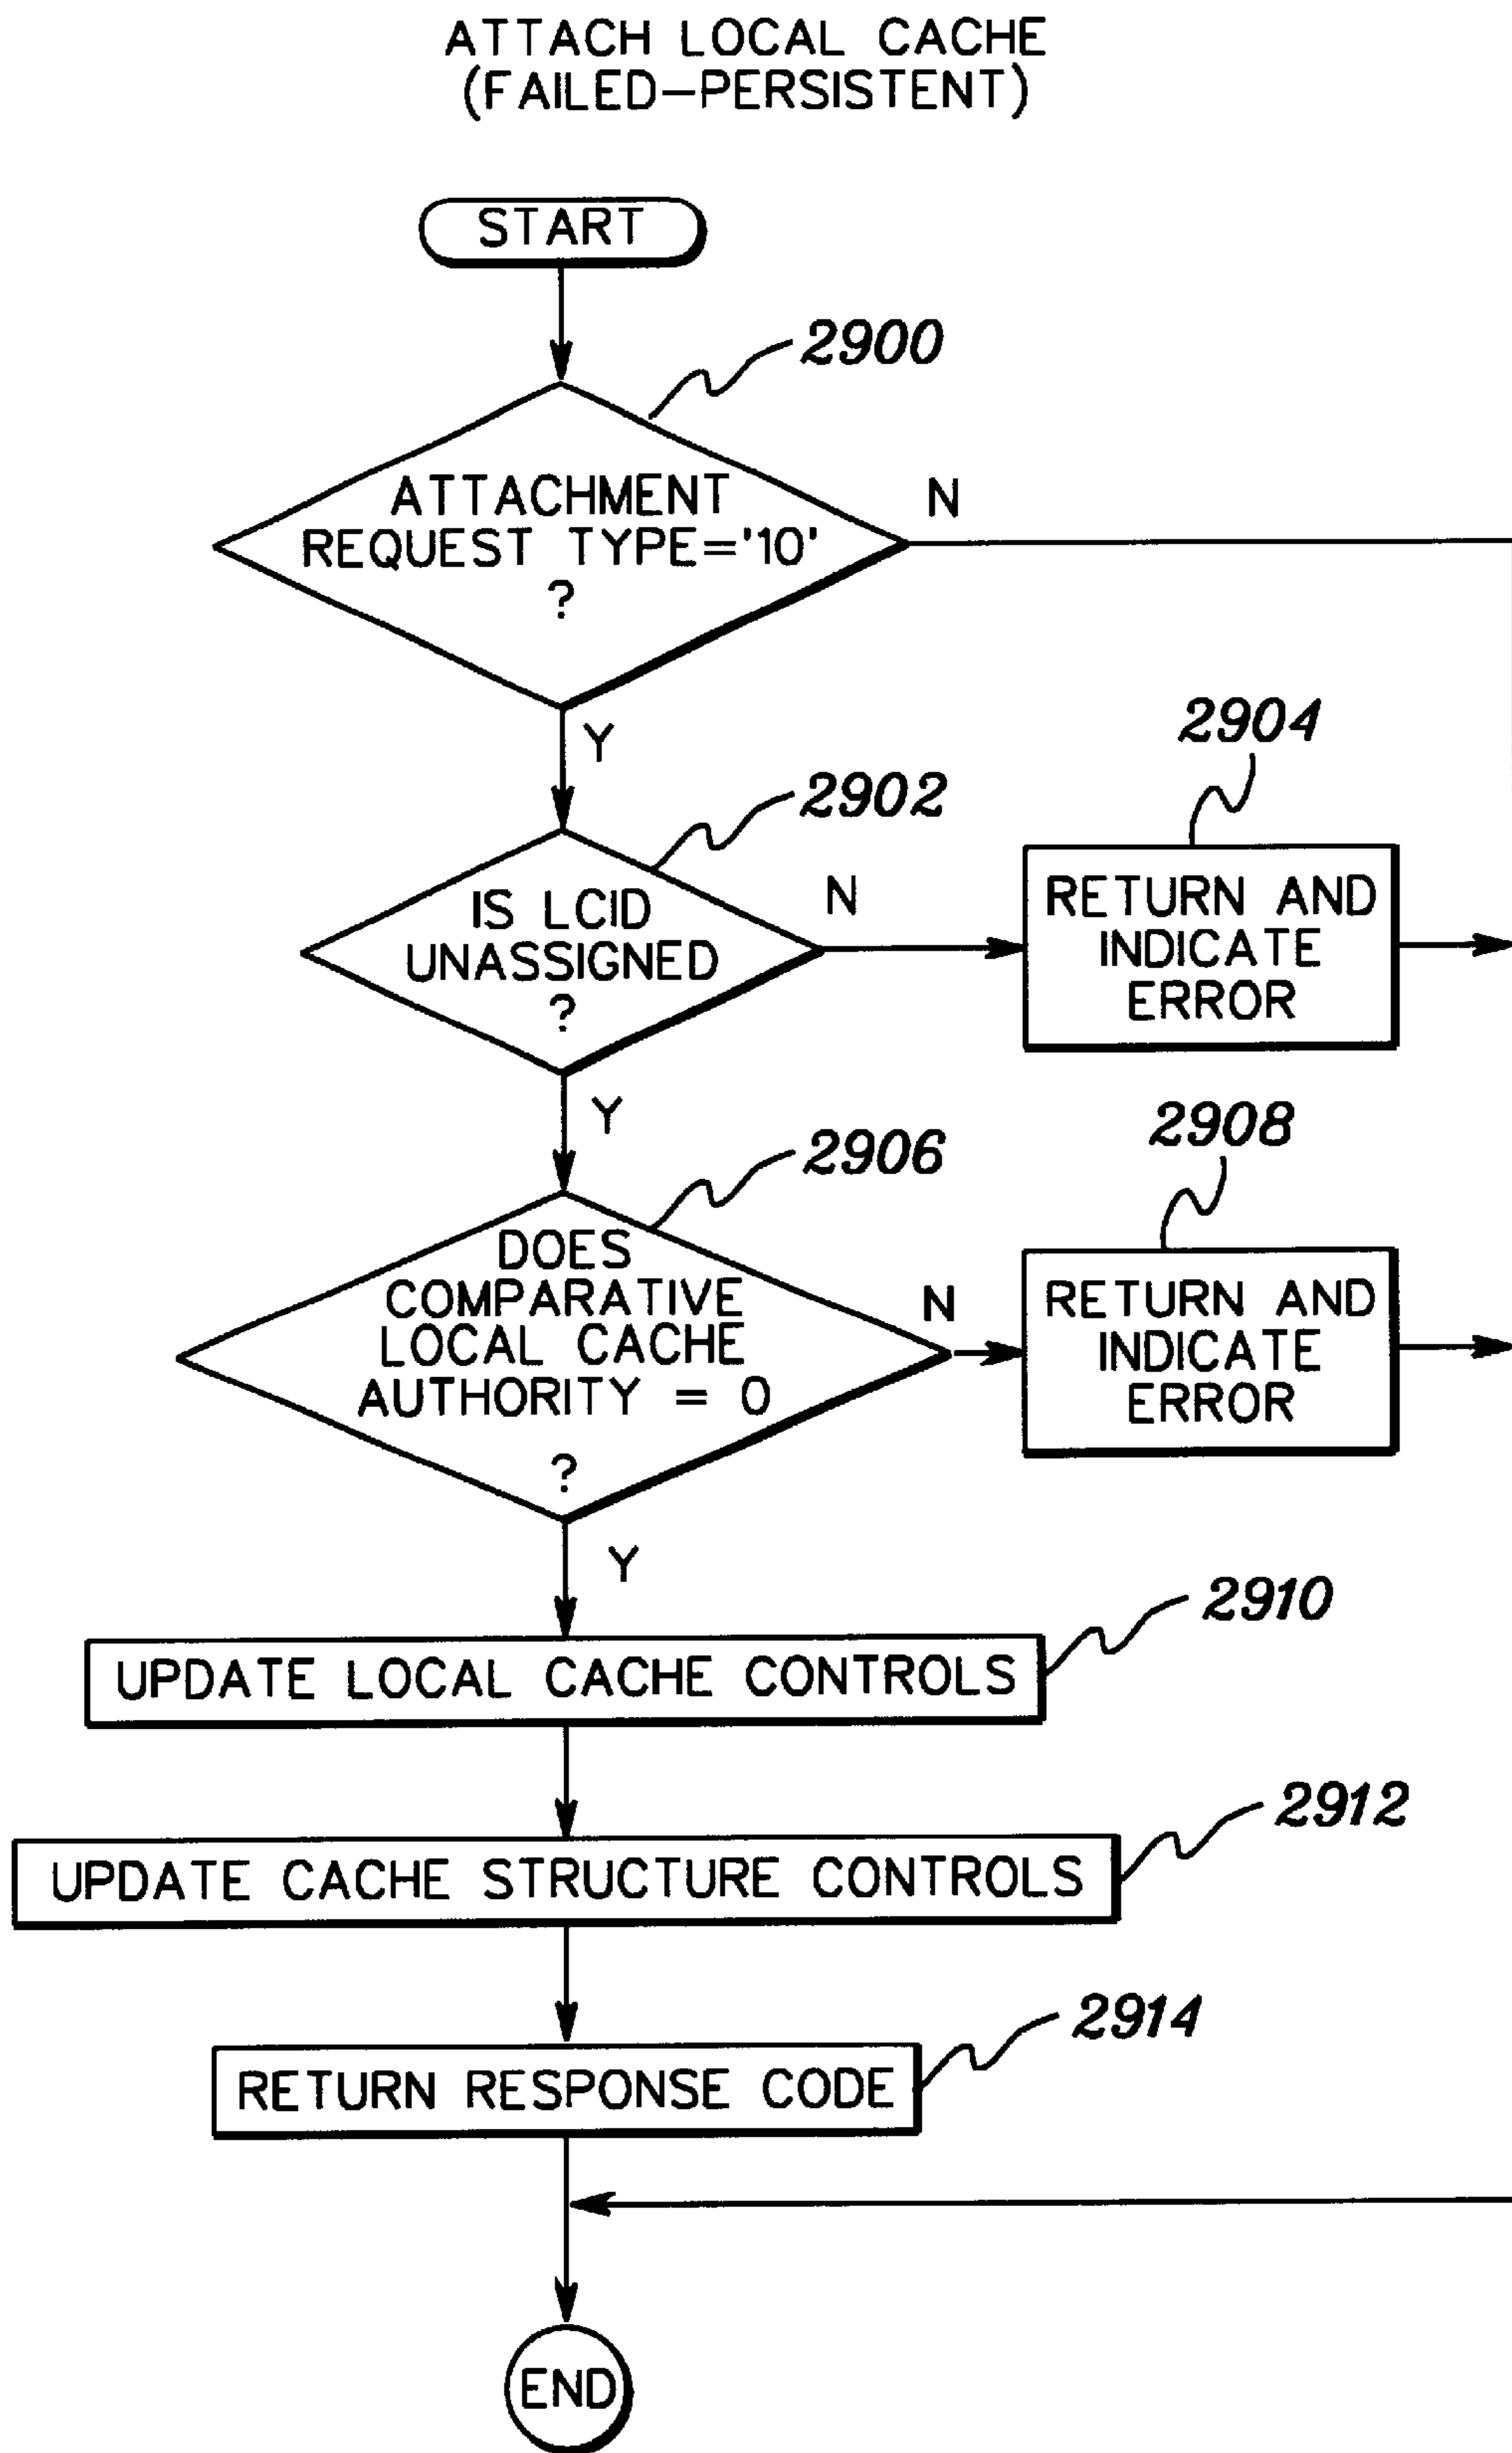 ATTACH LOCAL CACHE
(FAILED-PERSISTENT)
START
2900
ATTACHMENT
REQUEST TYPE='10'
?
N
Y
2902
IS LCID
UNASSIGNED
?
N
2904
RETURN AND
INDICATE
ERROR
Y
2906
DOES
COMPARATIVE
LOCAL CACHE
AUTHORITY = 0
?
N
2908
RETURN AND
INDICATE
ERROR
Y
2910
UPDATE LOCAL CACHE CONTROLS
2912
UPDATE CACHE STRUCTURE CONTROLS
2914
RETURN RESPONSE CODE
END